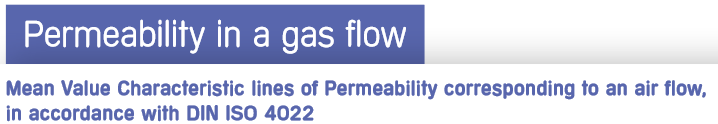 Permeability in a gas flow
Mean Value Characteristic lines of Permeability corresponding to an air flow,
in accordance with DIN ISO 4022